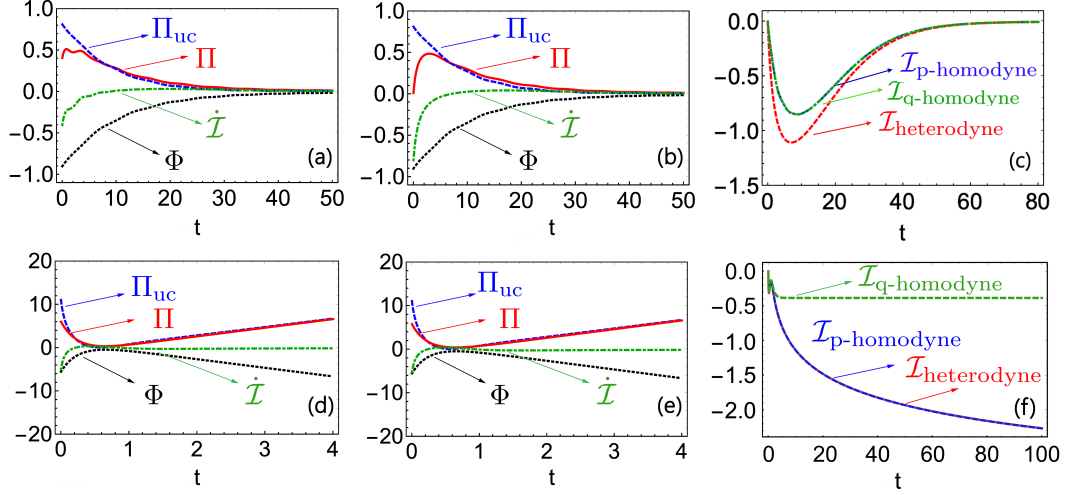 1.0
0.5
0.0
−0.5
−1.0
0 10 20 30 40 50
t
Π_uc
Π
İ
Φ
(a)
1.0
0.5
0.0
−0.5
−1.0
0 10 20 30 40 50
t
Π_uc
Π
İ
Φ
(b)
0.0
−0.5
−1.0
−1.5
0 20 40 60 80
t
I_p-homodyne
I_q-homodyne
I_heterodyne
(c)
20
10
0
−10
−20
0 1 2 3 4
t
Π_uc
Π
Φ
İ
(d)
20
10
0
−10
−20
0 1 2 3 4
t
Π_uc
Π
Φ
İ
(e)
0.0
−0.5
−1.0
−1.5
−2.0
0 20 40 60 80 100
t
I_q-homodyne
I_p-homodyne
I_heterodyne
(f)